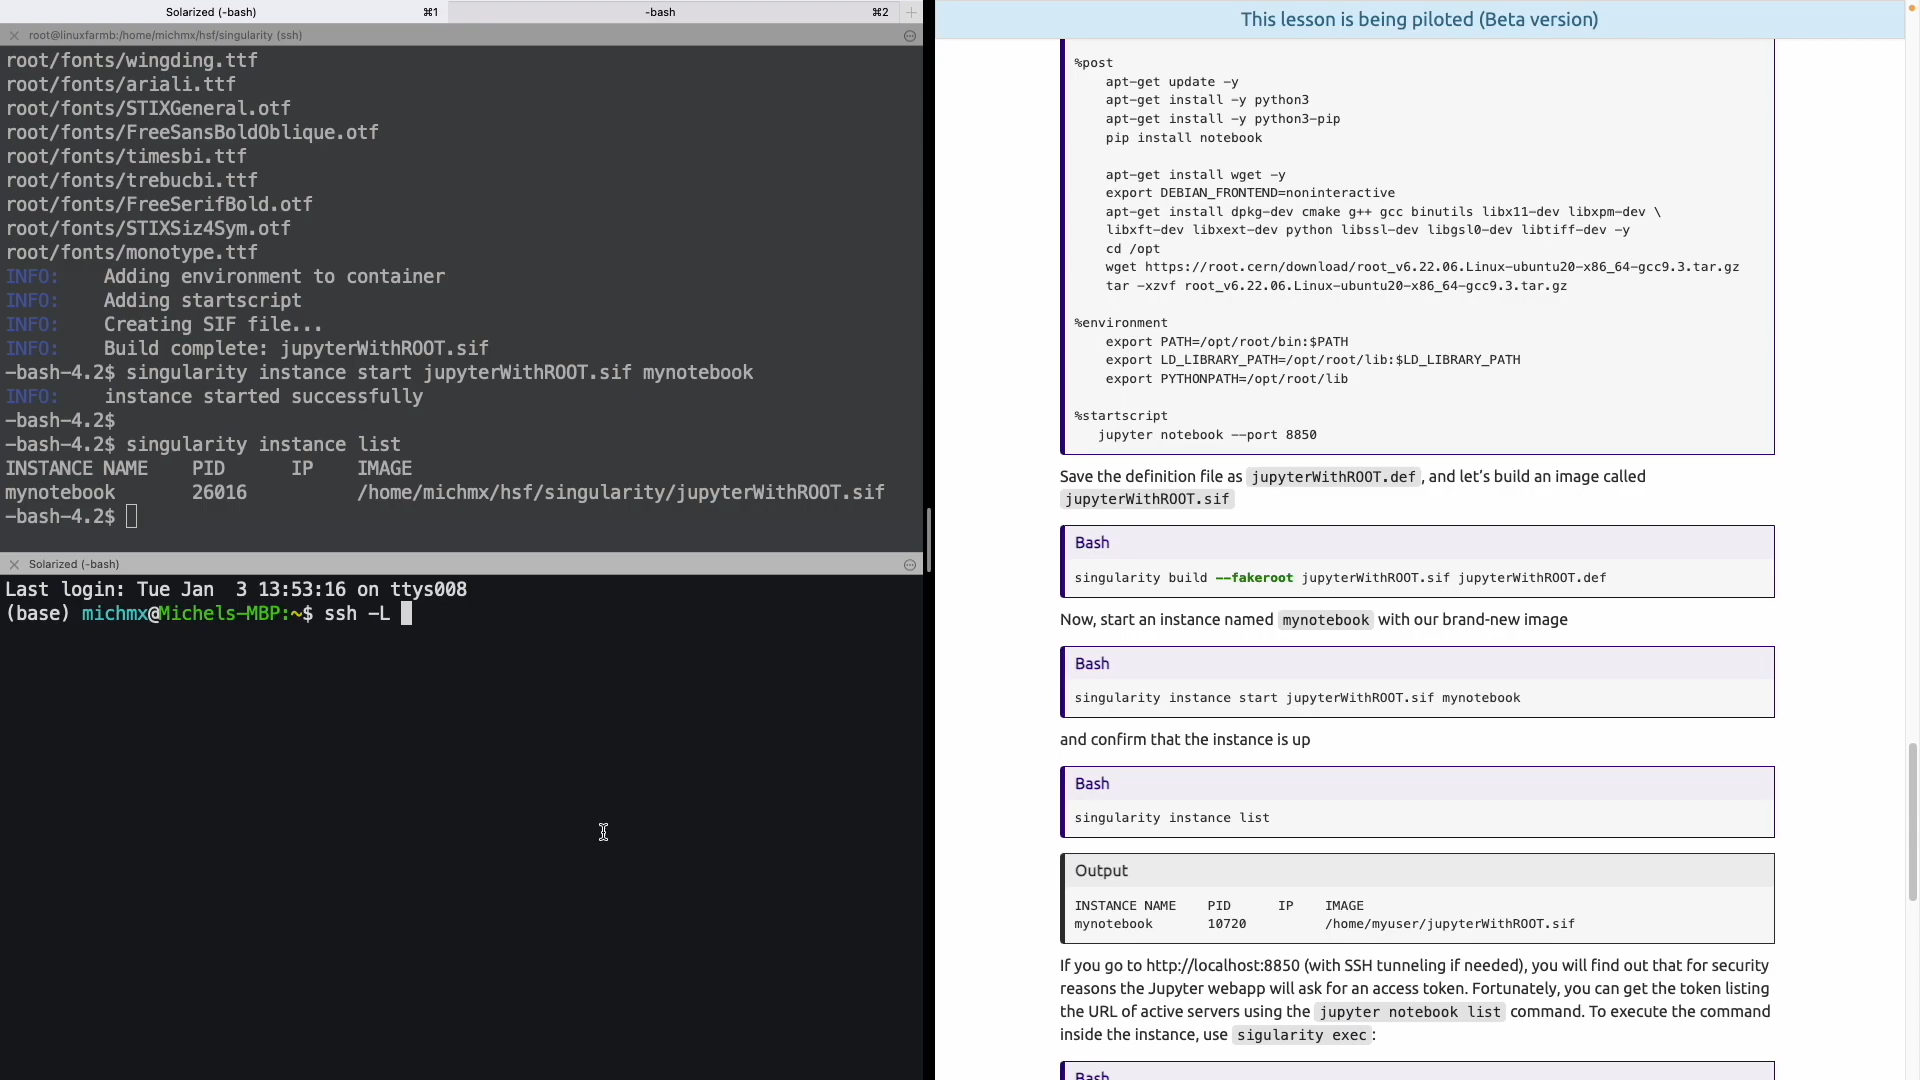 Solarized (-bash) ⌘1 -bash ⌘2
root@linuxfarmb:/home/michmx/hsf/singularity (ssh)
root/fonts/wingding.ttf
root/fonts/ariali.ttf
root/fonts/STIXGeneral.otf
root/fonts/FreeSansBoldOblique.otf
root/fonts/timesbi.ttf
root/fonts/trebucbi.ttf
root/fonts/FreeSerifBold.otf
root/fonts/STIXSiz4Sym.otf
root/fonts/monotype.ttf
INFO: Adding environment to container
INFO: Adding startscript
INFO: Creating SIF file...
INFO: Build complete: jupyterWithROOT.sif
-bash-4.2$ singularity instance start jupyterWithROOT.sif mynotebook
INFO: instance started successfully
-bash-4.2$
-bash-4.2$ singularity instance list
INSTANCE NAME PID IP IMAGE
mynotebook 26016 /home/michmx/hsf/singularity/jupyterWithROOT.sif
-bash-4.2$
Solarized (-bash)
Last login: Tue Jan 3 13:53:16 on ttys008
(base) michmx@Michels-MBP:~$ ssh -L
This lesson is being piloted (Beta version)
%post
apt-get update -y
apt-get install -y python3
apt-get install -y python3-pip
pip install notebook
apt-get install wget -y
export DEBIAN_FRONTEND=noninteractive
apt-get install dpkg-dev cmake g++ gcc binutils libx11-dev libxpm-dev \
libxft-dev libxext-dev python libssl-dev libgsl0-dev libtiff-dev -y
cd /opt
wget https://root.cern/download/root_v6.22.06.Linux-ubuntu20-x86_64-gcc9.3.tar.gz
tar -xzvf root_v6.22.06.Linux-ubuntu20-x86_64-gcc9.3.tar.gz
%environment
export PATH=/opt/root/bin:$PATH
export LD_LIBRARY_PATH=/opt/root/lib:$LD_LIBRARY_PATH
export PYTHONPATH=/opt/root/lib
%startscript
jupyter notebook --port 8850
Save the definition file as jupyterWithROOT.def, and let’s build an image called
jupyterWithROOT.sif
Bash
singularity build --fakeroot jupyterWithROOT.sif jupyterWithROOT.def
Now, start an instance named mynotebook with our brand-new image
Bash
singularity instance start jupyterWithROOT.sif mynotebook
and confirm that the instance is up
Bash
singularity instance list
Output
INSTANCE NAME PID IP IMAGE
mynotebook 10720 /home/myuser/jupyterWithROOT.sif
If you go to http://localhost:8850 (with SSH tunneling if needed), you will find out that for security
reasons the Jupyter webapp will ask for an access token. Fortunately, you can get the token listing
the URL of active servers using the jupyter notebook list command. To execute the command
inside the instance, use sigularity exec:
Bash